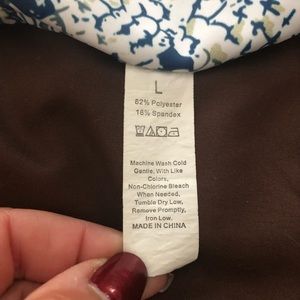 L
82% Polyester
18% Spandex
Machine Wash Cold
Gentle, With Like
Colors,
Non-Chlorine Bleach
When Needed,
Tumble Dry Low,
Remove Promptly,
Iron Low.
MADE IN CHINA